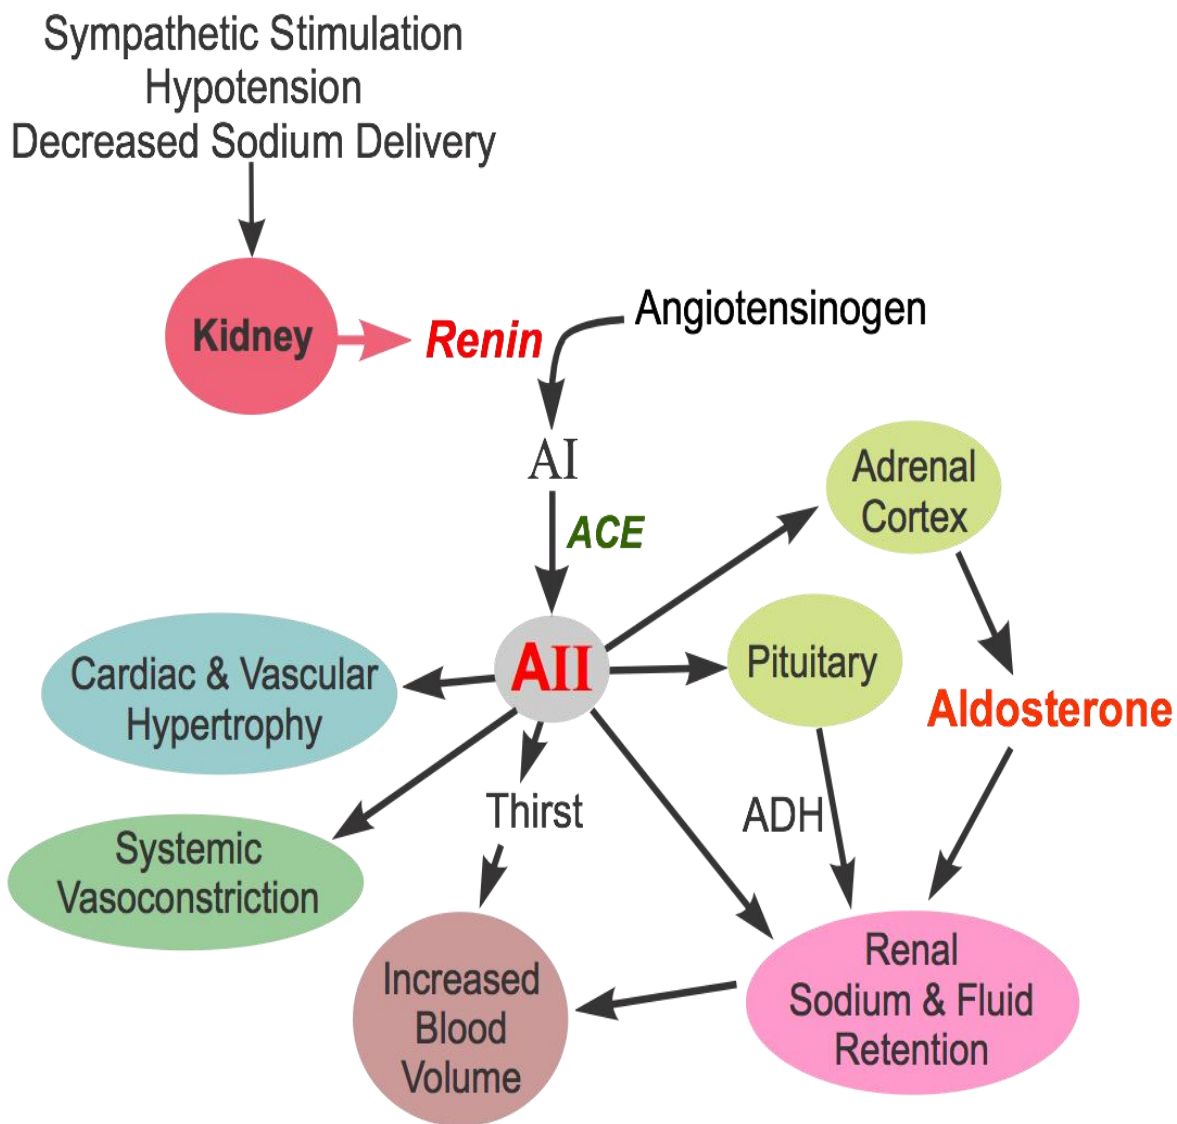 Sympathetic Stimulation
Hypotension
Decreased Sodium Delivery
Kidney
Renin
Angiotensinogen
AI
ACE
Adrenal
Cortex
AII
Pituitary
Cardiac & Vascular
Hypertrophy
Aldosterone
Thirst
ADH
Systemic
Vasoconstriction
Increased
Blood
Volume
Renal
Sodium & Fluid
Retention